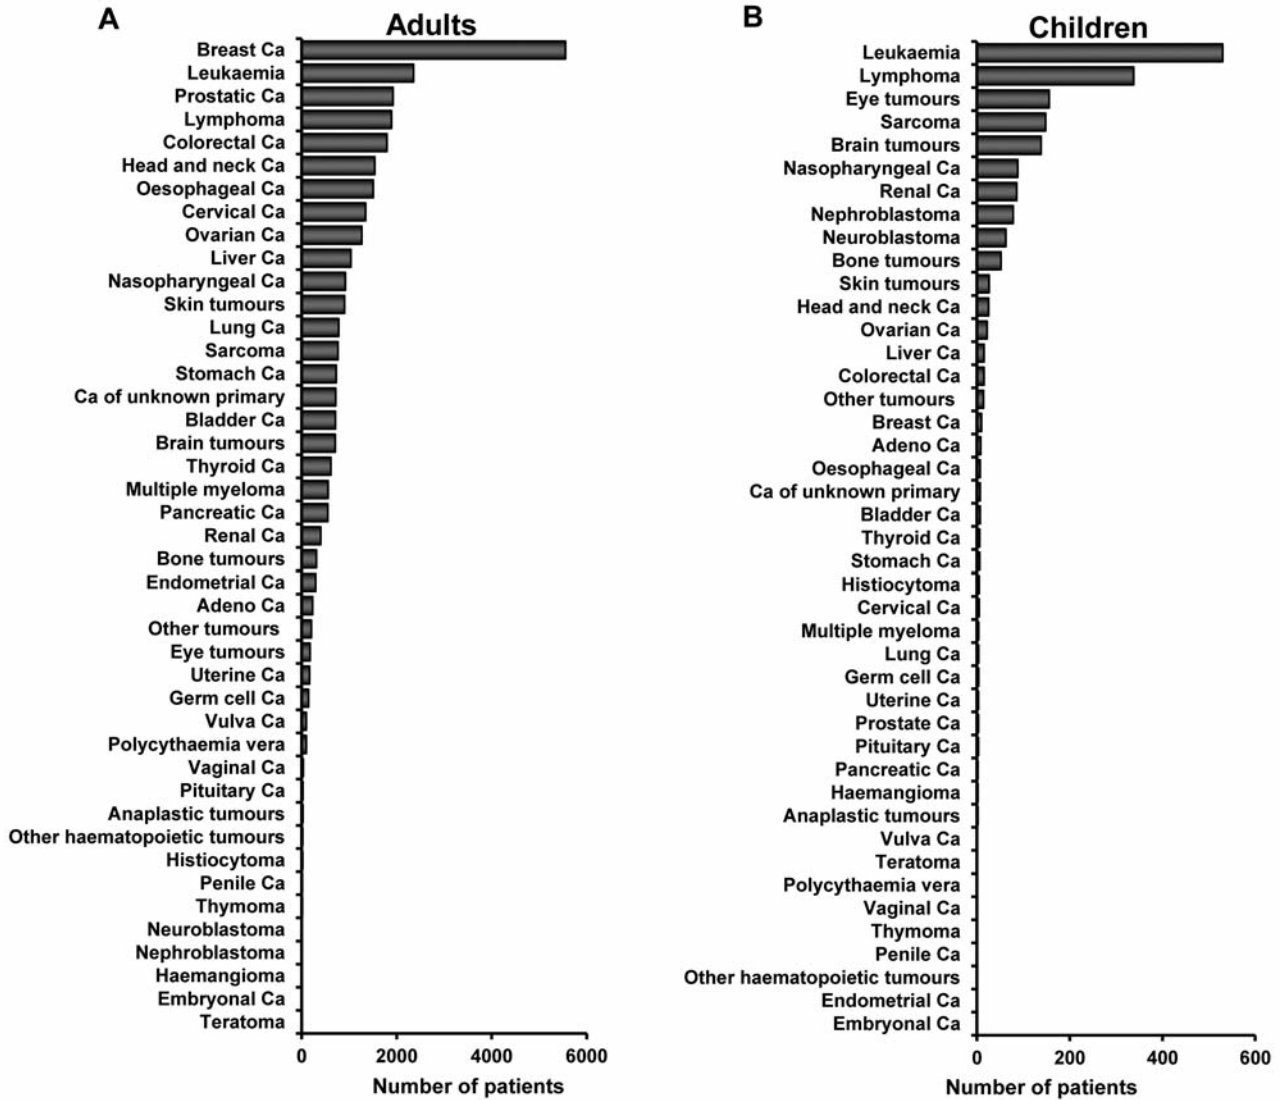 A
Adults
Breast Ca
Leukaemia
Prostatic Ca
Lymphoma
Colorectal Ca
Head and neck Ca
Oesophageal Ca
Cervical Ca
Ovarian Ca
Liver Ca
Nasopharyngeal Ca
Skin tumours
Lung Ca
Sarcoma
Stomach Ca
Ca of unknown primary
Bladder Ca
Brain tumours
Thyroid Ca
Multiple myeloma
Pancreatic Ca
Renal Ca
Bone tumours
Endometrial Ca
Adeno Ca
Other tumours
Eye tumours
Uterine Ca
Germ cell Ca
Vulva Ca
Polycythaemia vera
Vaginal Ca
Pituitary Ca
Anaplastic tumours
Other haematopoietic tumours
Histiocytoma
Penile Ca
Thymoma
Neuroblastoma
Nephroblastoma
Haemangioma
Embryonal Ca
Teratoma
0 2000 4000 6000
Number of patients
B
Children
Leukaemia
Lymphoma
Eye tumours
Sarcoma
Brain tumours
Nasopharyngeal Ca
Renal Ca
Nephroblastoma
Neuroblastoma
Bone tumours
Skin tumours
Head and neck Ca
Ovarian Ca
Liver Ca
Colorectal Ca
Other tumours
Breast Ca
Adeno Ca
Oesophageal Ca
Ca of unknown primary
Bladder Ca
Thyroid Ca
Stomach Ca
Histiocytoma
Cervical Ca
Multiple myeloma
Lung Ca
Germ cell Ca
Uterine Ca
Prostate Ca
Pituitary Ca
Pancreatic Ca
Haemangioma
Anaplastic tumours
Vulva Ca
Teratoma
Polycythaemia vera
Vaginal Ca
Thymoma
Penile Ca
Other haematopoietic tumours
Endometrial Ca
Embryonal Ca
0 200 400 600
Number of patients